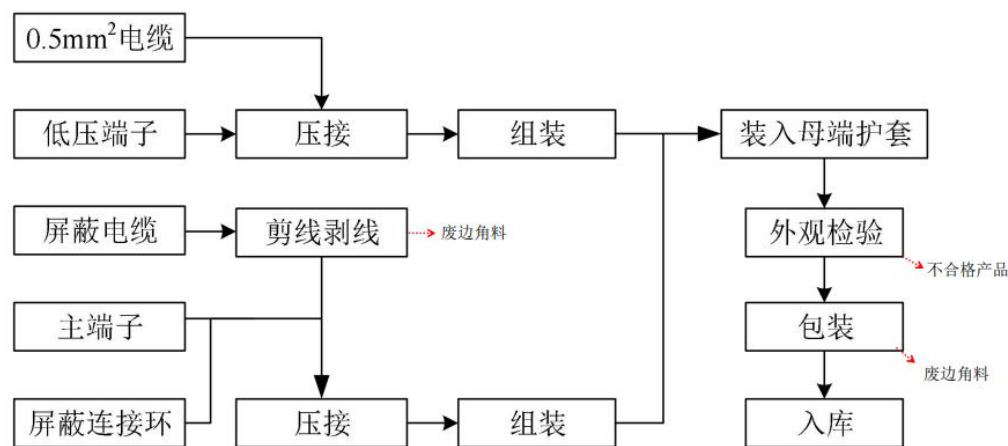 0.5mm²电缆
低压端子
压接
组装
装入母端护套
屏蔽电缆
剪线剥线
废边角料
外观检验
不合格产品
主端子
包装
废边角料
屏蔽连接环
压接
组装
入库